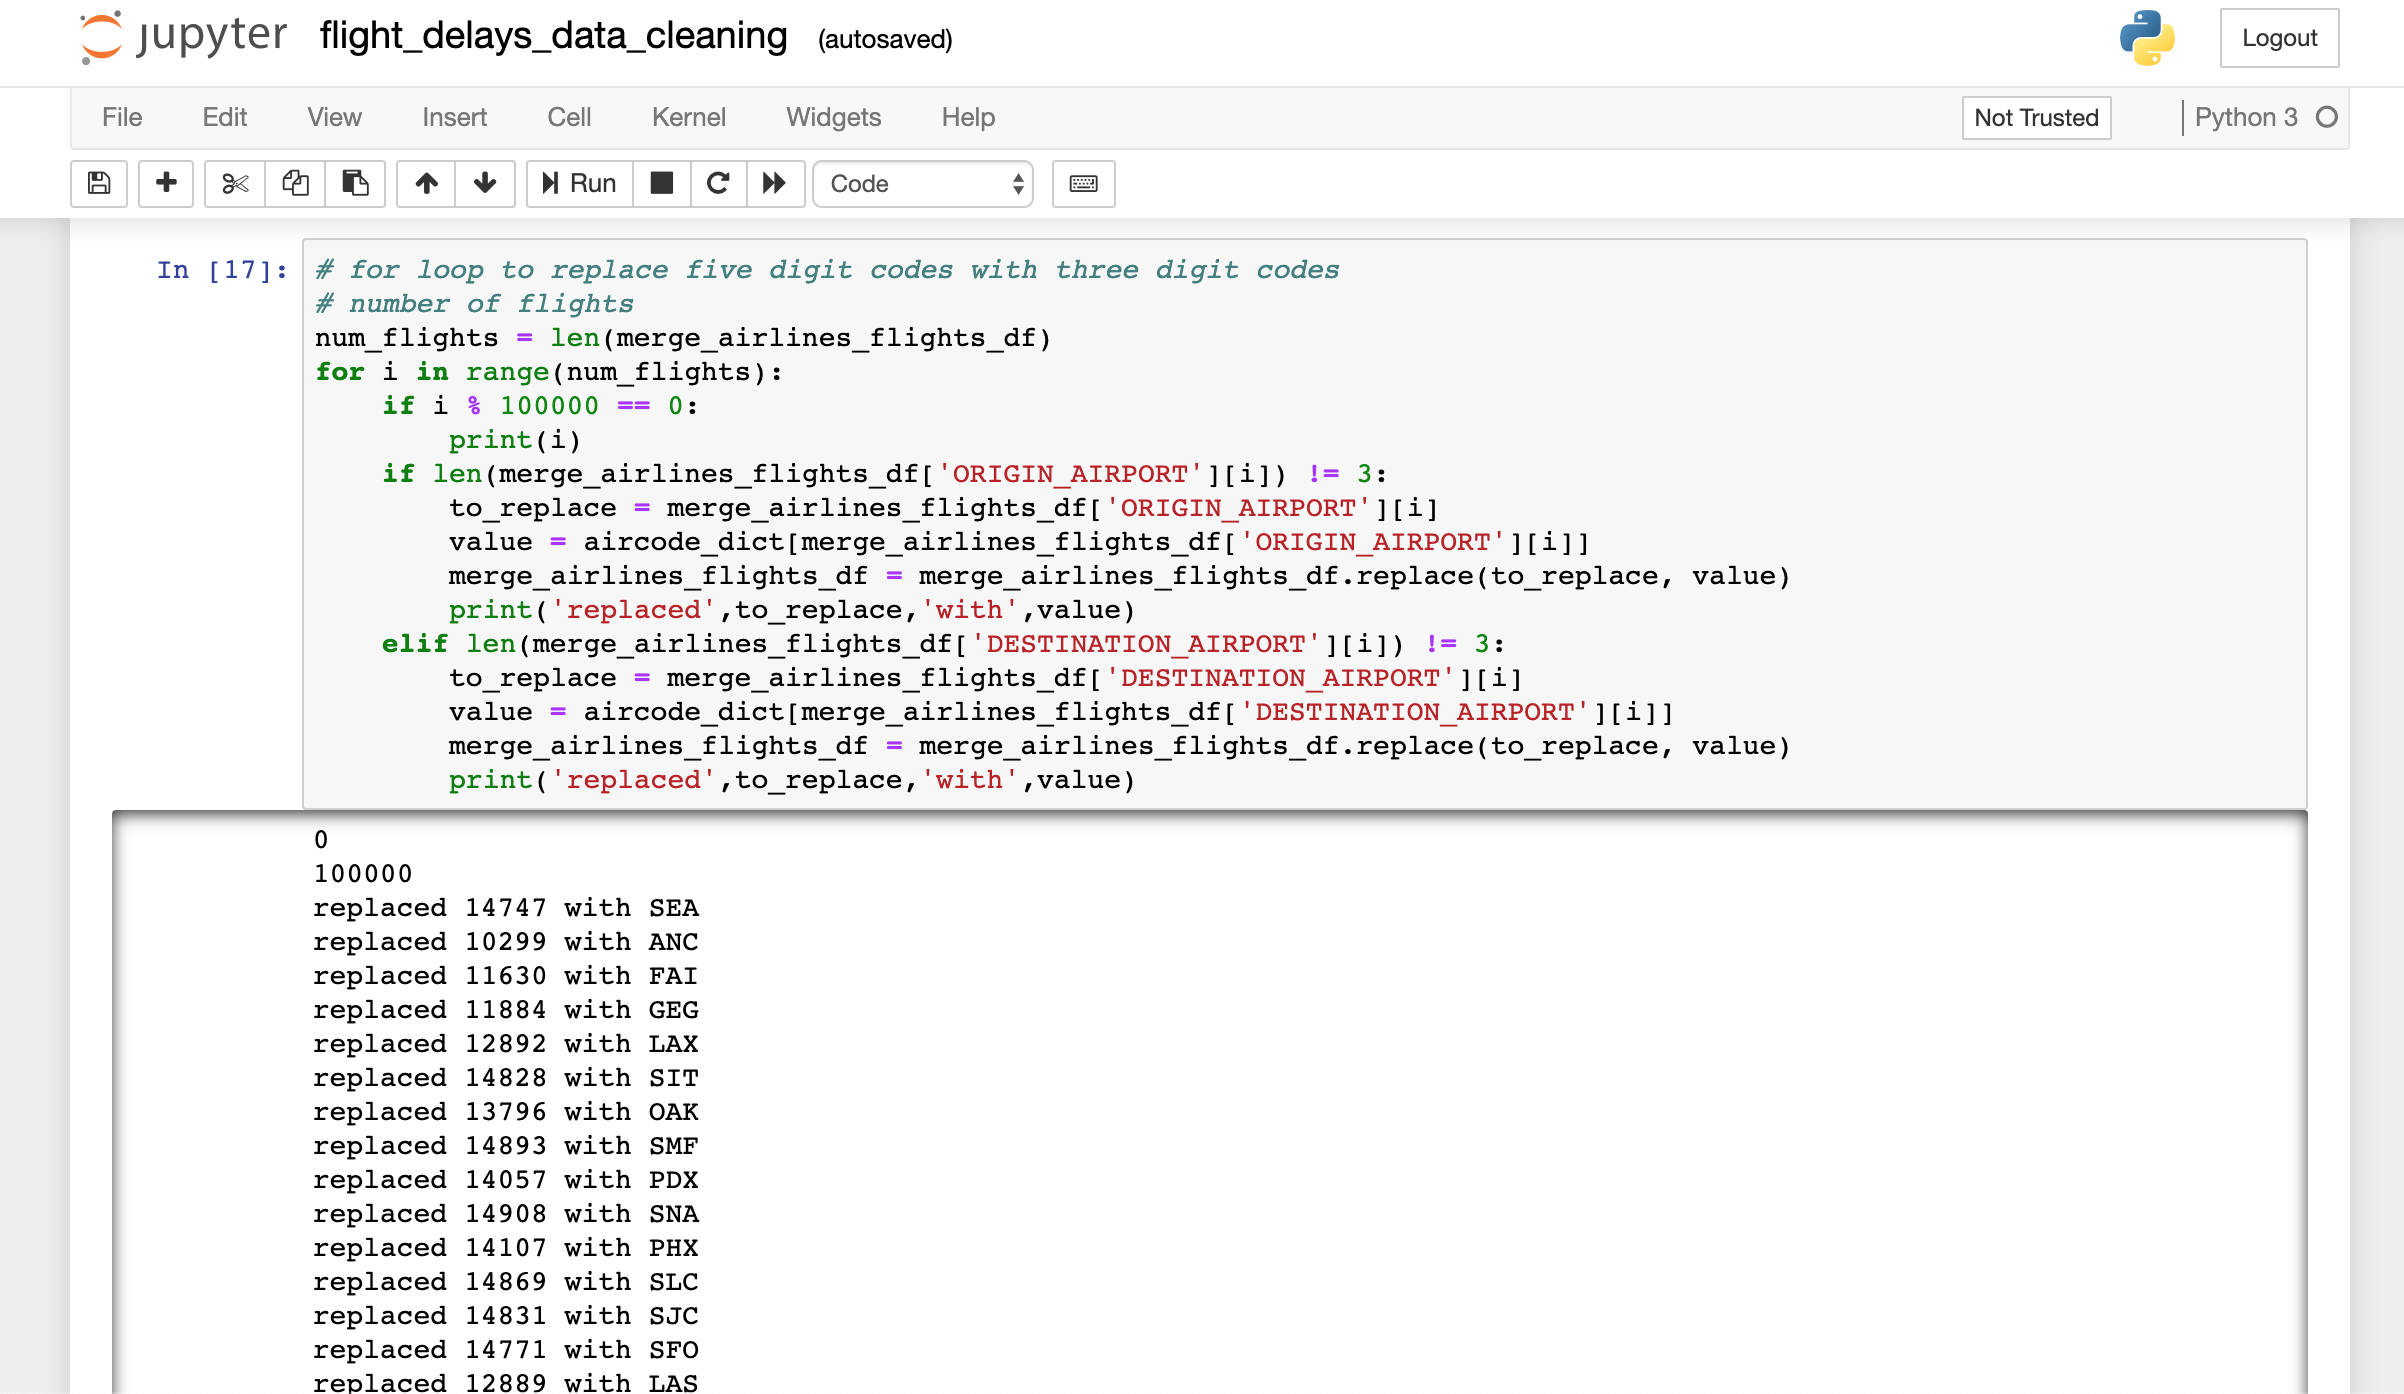 jupyter flight_delays_data_cleaning (autosaved) Logout
File Edit View Insert Cell Kernel Widgets Help Not Trusted Python 3
Run Code
In [17]: # for loop to replace five digit codes with three digit codes
# number of flights
num_flights = len(merge_airlines_flights_df)
for i in range(num_flights):
    if i % 100000 == 0:
        print(i)
    if len(merge_airlines_flights_df['ORIGIN_AIRPORT'][i]) != 3:
        to_replace = merge_airlines_flights_df['ORIGIN_AIRPORT'][i]
        value = aircode_dict[merge_airlines_flights_df['ORIGIN_AIRPORT'][i]]
        merge_airlines_flights_df = merge_airlines_flights_df.replace(to_replace, value)
        print('replaced',to_replace,'with',value)
    elif len(merge_airlines_flights_df['DESTINATION_AIRPORT'][i]) != 3:
        to_replace = merge_airlines_flights_df['DESTINATION_AIRPORT'][i]
        value = aircode_dict[merge_airlines_flights_df['DESTINATION_AIRPORT'][i]]
        merge_airlines_flights_df = merge_airlines_flights_df.replace(to_replace, value)
        print('replaced',to_replace,'with',value)
0
100000
replaced 14747 with SEA
replaced 10299 with ANC
replaced 11630 with FAI
replaced 11884 with GEG
replaced 12892 with LAX
replaced 14828 with SIT
replaced 13796 with OAK
replaced 14893 with SMF
replaced 14057 with PDX
replaced 14908 with SNA
replaced 14107 with PHX
replaced 14869 with SLC
replaced 14831 with SJC
replaced 14771 with SFO
replaced 12889 with LAS